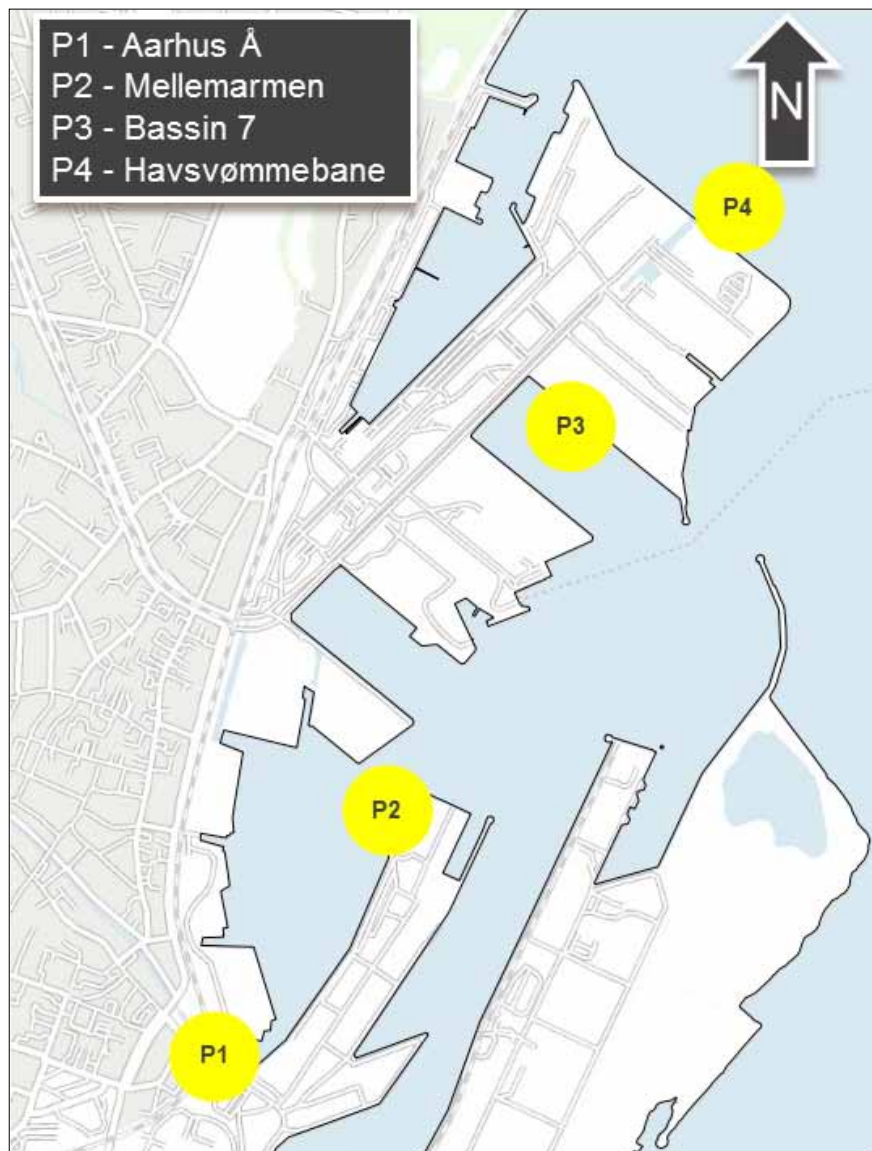 P1 - Aarhus Å
P2 - Mellemarmen
P3 - Bassin 7
P4 - Havsvømmebane
N
P4
P3
P2
P1